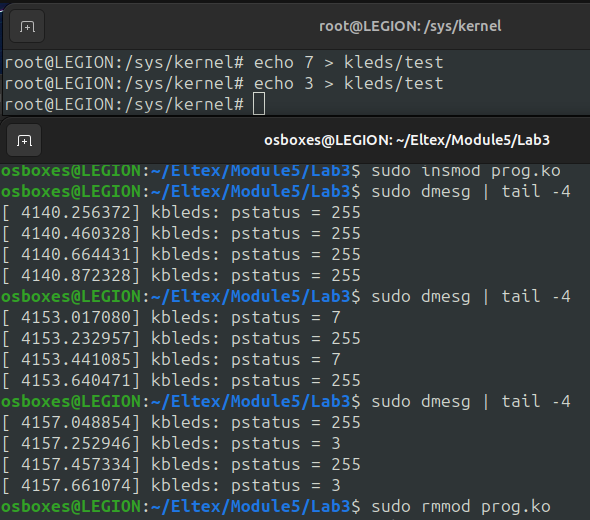 root@LEGION: /sys/kernel
root@LEGION:/sys/kernel# echo 7 > kleds/test
root@LEGION:/sys/kernel# echo 3 > kleds/test
root@LEGION:/sys/kernel#
osboxes@LEGION: ~/Eltex/Module5/Lab3
osboxes@LEGION:~/Eltex/Module5/Lab3$ sudo insmod prog.ko
osboxes@LEGION:~/Eltex/Module5/Lab3$ sudo dmesg | tail -4
[ 4140.256372] kbleds: pstatus = 255
[ 4140.460328] kbleds: pstatus = 255
[ 4140.664431] kbleds: pstatus = 255
[ 4140.872328] kbleds: pstatus = 255
osboxes@LEGION:~/Eltex/Module5/Lab3$ sudo dmesg | tail -4
[ 4153.017080] kbleds: pstatus = 7
[ 4153.232957] kbleds: pstatus = 255
[ 4153.441085] kbleds: pstatus = 7
[ 4153.640471] kbleds: pstatus = 255
osboxes@LEGION:~/Eltex/Module5/Lab3$ sudo dmesg | tail -4
[ 4157.048854] kbleds: pstatus = 255
[ 4157.252946] kbleds: pstatus = 3
[ 4157.457334] kbleds: pstatus = 255
[ 4157.661074] kbleds: pstatus = 3
osboxes@LEGION:~/Eltex/Module5/Lab3$ sudo rmmod prog.ko